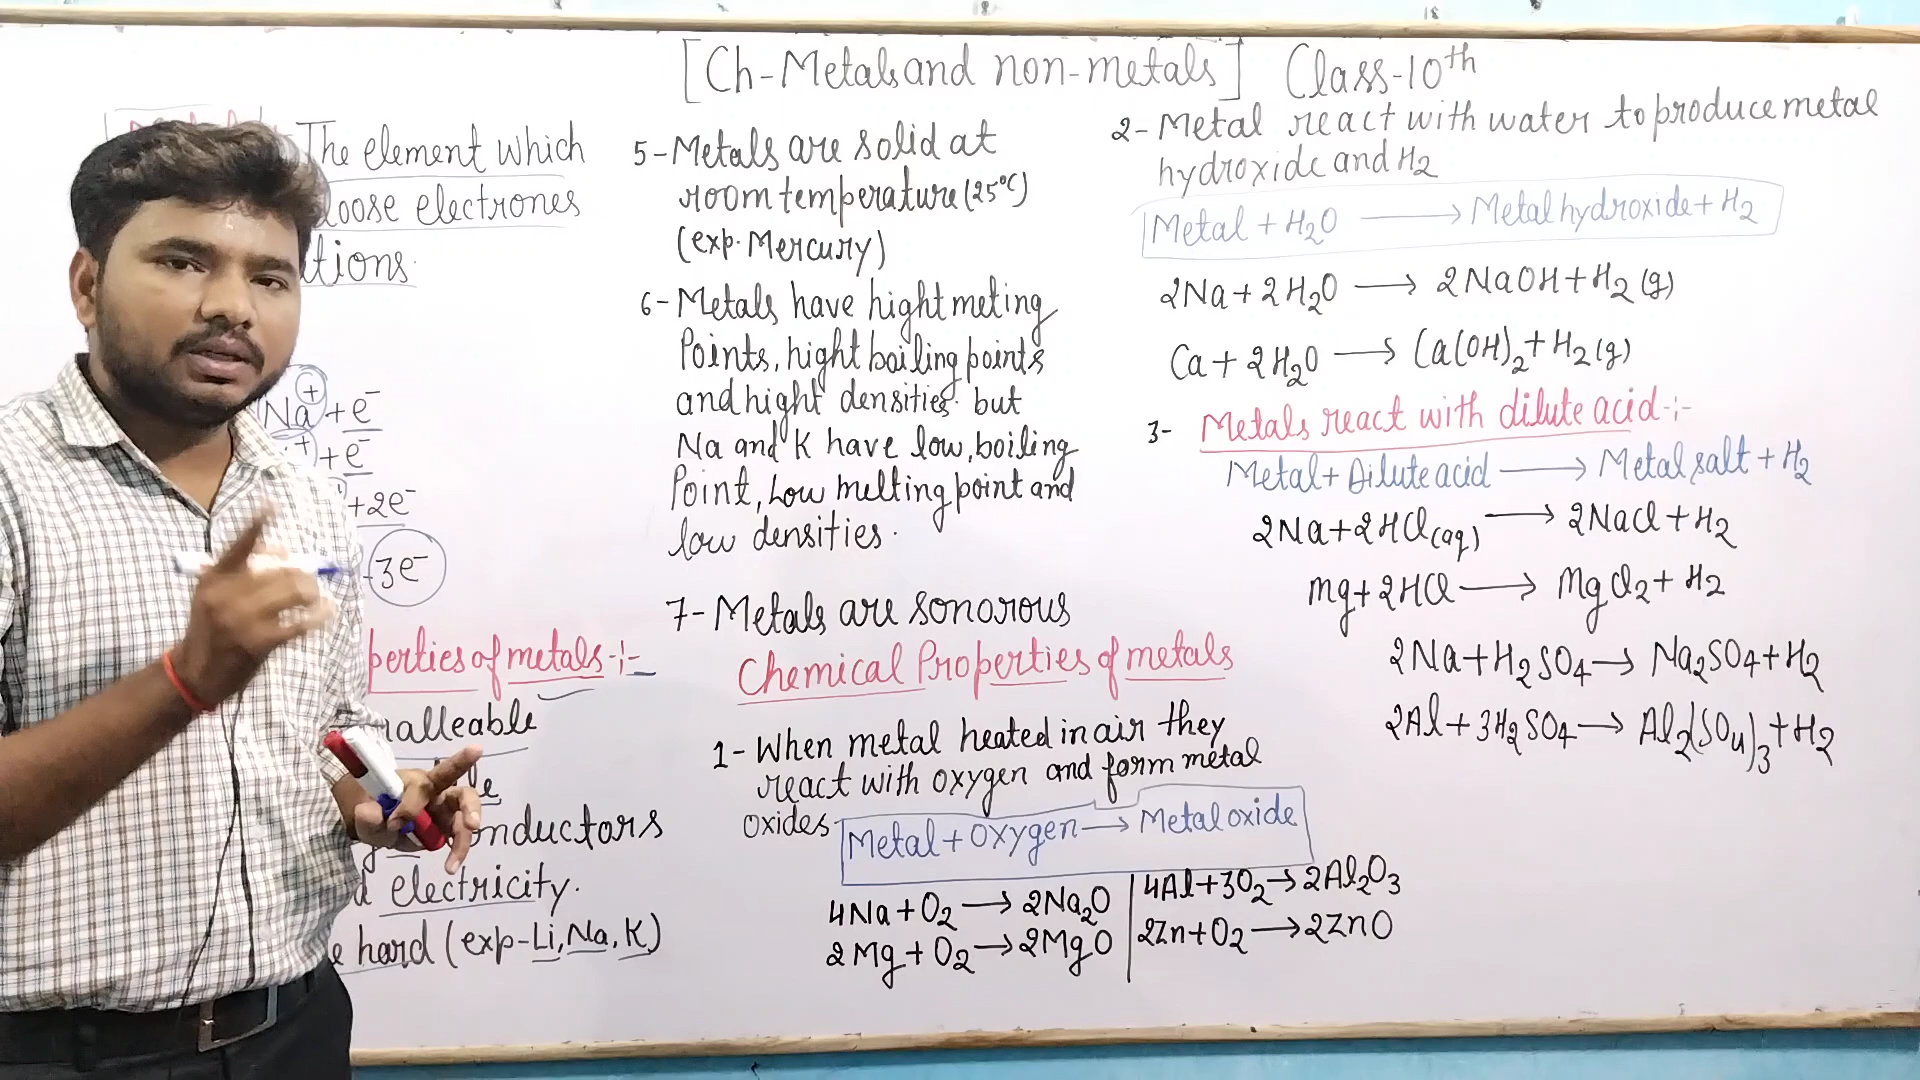 [Ch-Metals and non-metals] Class-10th
The element which
loose electrones
tions.
Na+ + e-
+ + e-
+2e-
3e-
perties of metals-:-
malleable
le
onductors
d electricity.
e hard (exp-Li, Na, K)
5-Metals are solid at
room temperature (25°C)
(exp. Mercury)
6-Metals have hight meting
Points, hight boiling points
and hight densities. but
Na and K have low, boiling
Point, Low melting point and
low densities.
7-Metals are sonorous
Chemical Properties of metals
1-When metal heated in air they
react with oxygen and form metal
oxides
Metal + Oxygen → Metal oxide
4Na + O2 → 2Na2O
2Mg + O2 → 2MgO
4Al + 3O2 → 2Al2O3
2Zn + O2 → 2ZnO
2-Metal react with water to produce metal
hydroxide and H2
Metal + H2O → Metal hydroxide + H2
2Na + 2H2O → 2NaOH + H2 (g)
Ca + 2H2O → Ca(OH)2 + H2 (g)
3- Metals react with dilute acid-:-
Metal + Dilute acid → Metal salt + H2
2Na + 2HCl(aq) → 2NaCl + H2
mg + 2HCl → MgCl2 + H2
2Na + H2SO4 → Na2SO4 + H2
2Al + 3H2SO4 → Al2(SO4)3 + H2